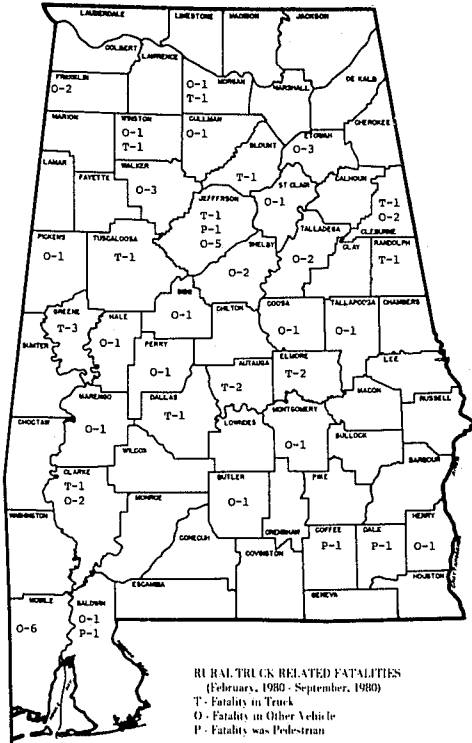 LAUDERDALE
LIMESTONE
MADISON
JACKSON
COLBERT
LAWRENCE
FRANKLIN
O-2
O-1
MORGAN
T-1
MARSHALL
DE KALB
MARION
WINSTON
O-1
T-1
CULLMAN
O-1
ETOWAH
O-3
CHEROKEE
BLOUNT
T-1
LAMAR
FAYETTE
WALKER
O-3
ST CLAIR
O-1
CALHOUN
T-1
O-2
CLEBURNE
JEFFERSON
T-1
P-1
O-5
PICKENS
O-1
TUSCALOOSA
T-1
SHELBY
O-2
TALLADEGA
O-2
CLAY
RANDOLPH
T-1
BIBB
O-1
GREENE
T-3
HALE
O-1
CHILTON
COOSA
O-1
TALLAPOOSA
O-1
CHAMBERS
SUMTER
PERRY
O-1
AUTAUGA
T-2
ELMORE
T-2
LEE
MARENGO
O-1
DALLAS
T-1
MACON
RUSSELL
CHOCTAW
LOWNDES
MONTGOMERY
O-1
BULLOCK
WILCOX
BARBOUR
CLARKE
T-1
O-2
BUTLER
O-1
PIKE
WASHINGTON
MONROE
CONECUH
CRENSHAW
COFFEE
P-1
DALE
P-1
HENRY
O-1
COVINGTON
HOUSTON
ESCAMBIA
GENEVA
MOBILE
O-6
BALDWIN
O-1
P-1
RURAL TRUCK RELATED FATALITIES
(February, 1980 - September, 1980)
T - Fatality in Truck
O - Fatality in Other Vehicle
P - Fatality was Pedestrian